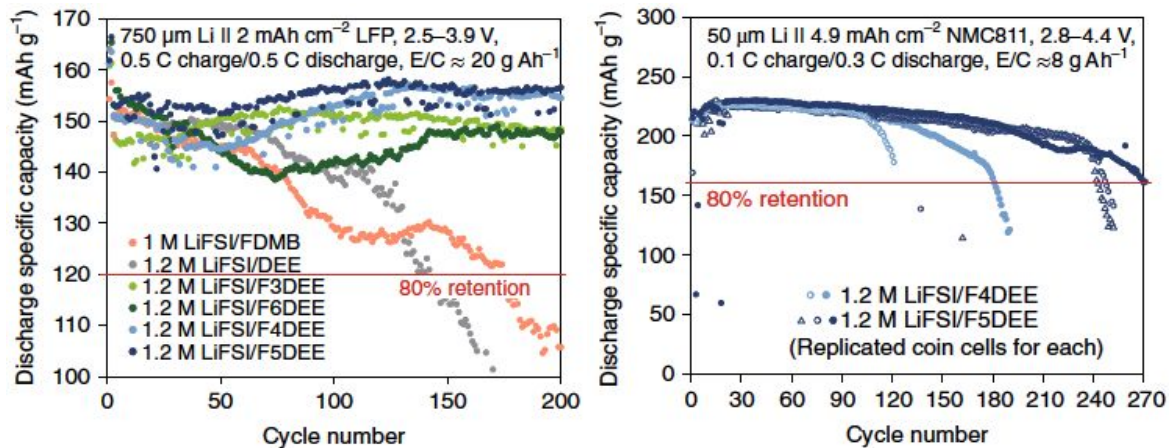 750 μm Li || 2 mAh cm⁻² LFP, 2.5–3.9 V,
0.5 C charge/0.5 C discharge, E/C ≈ 20 g Ah⁻¹
Discharge specific capacity (mAh g⁻¹)
170
160
150
140
130
120
110
100
1 M LiFSI/FDMB
1.2 M LiFSI/DEE
1.2 M LiFSI/F3DEE
1.2 M LiFSI/F6DEE
1.2 M LiFSI/F4DEE
1.2 M LiFSI/F5DEE
80% retention
0 50 100 150 200
Cycle number
50 μm Li || 4.9 mAh cm⁻² NMC811, 2.8–4.4 V,
0.1 C charge/0.3 C discharge, E/C ≈8 g Ah⁻¹
Discharge specific capacity (mAh g⁻¹)
300
250
200
150
100
50
0
80% retention
1.2 M LiFSI/F4DEE
1.2 M LiFSI/F5DEE
(Replicated coin cells for each)
0 30 60 90 120 150 180 210 240 270
Cycle number